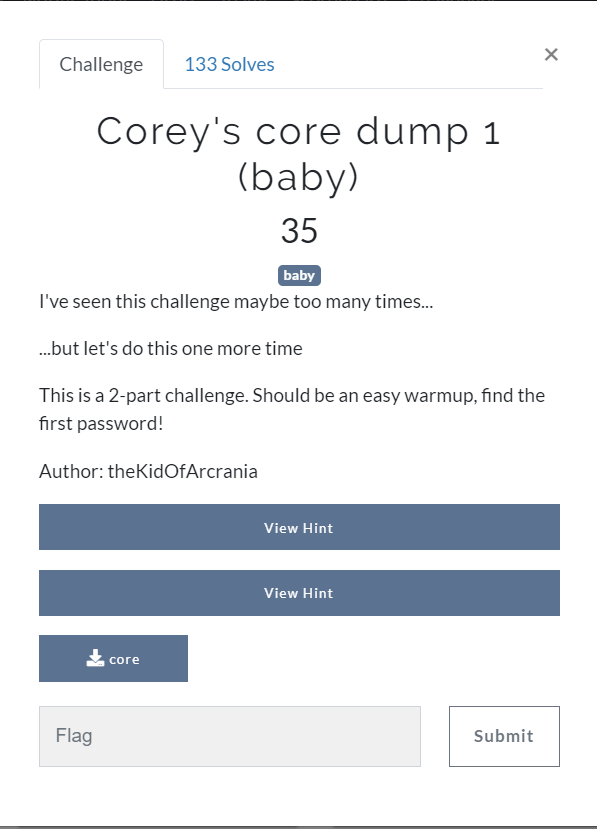 Challenge
133 Solves
×
Corey's core dump 1
(baby)
35
baby
I've seen this challenge maybe too many times...
...but let's do this one more time
This is a 2-part challenge. Should be an easy warmup, find the
first password!
Author: theKidOfArcrania
View Hint
View Hint
core
Flag
Submit